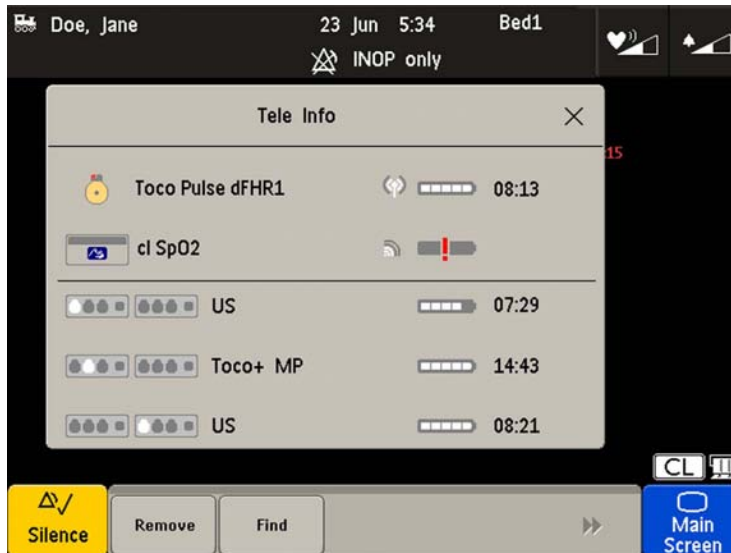 Doe, Jane 23 Jun 5:34 Bed1
INOP only
Tele Info
15
Toco Pulse dFHR1 08:13
cl SpO2
US 07:29
Toco+ MP 14:43
US 08:21
CL
Silence Remove Find Main Screen